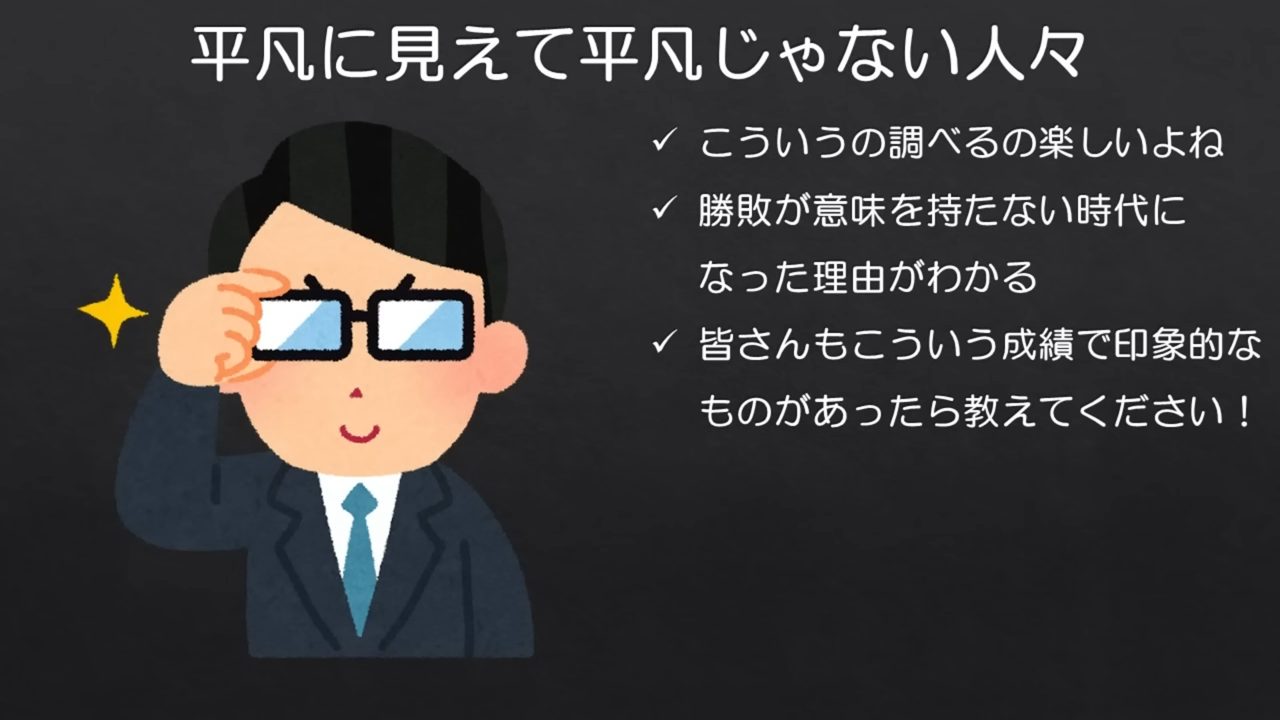 平凡に見えて平凡じゃない人々
✓ こういうの調べるの楽しいよね
✓ 勝敗が意味を持たない時代に
なった理由がわかる
✓ 皆さんもこういう成績で印象的な
ものがあったら教えてください！